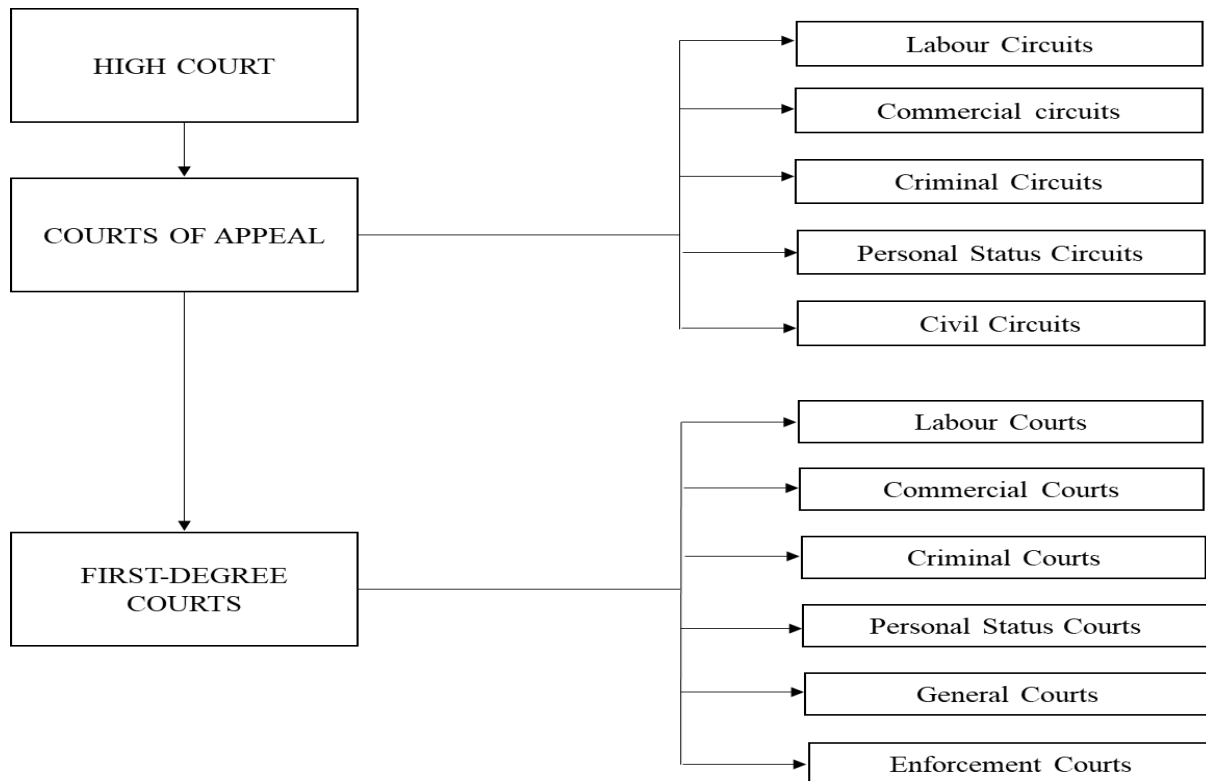 HIGH COURT
COURTS OF APPEAL
Labour Circuits
Commercial circuits
Criminal Circuits
Personal Status Circuits
Civil Circuits
FIRST-DEGREE
COURTS
Labour Courts
Commercial Courts
Criminal Courts
Personal Status Courts
General Courts
Enforcement Courts